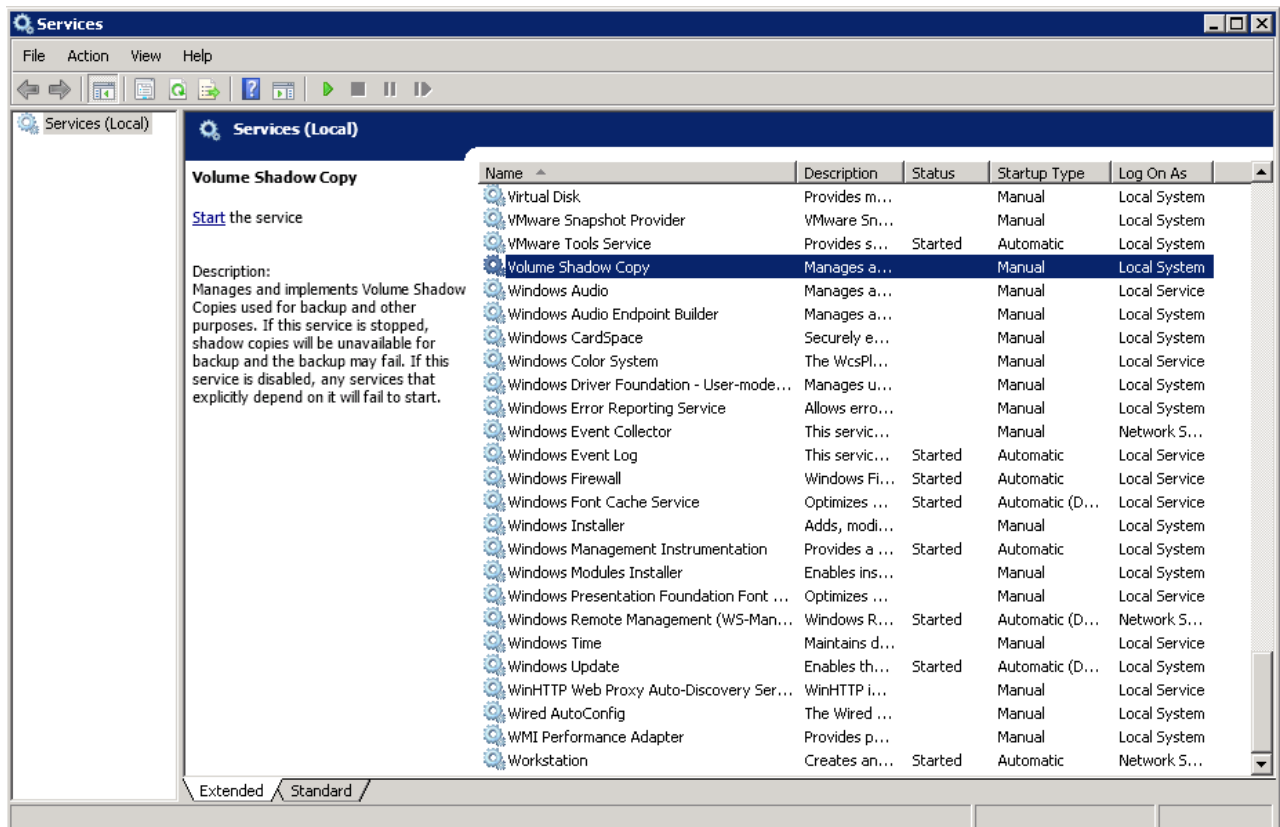 Services
File Action View Help
Services (Local)
Services (Local)
Volume Shadow Copy
Start the service
Description:
Manages and implements Volume Shadow
Copies used for backup and other
purposes. If this service is stopped,
shadow copies will be unavailable for
backup and the backup may fail. If this
service is disabled, any services that
explicitly depend on it will fail to start.
Name Description Status Startup Type Log On As
Virtual Disk Provides m... Manual Local System
VMware Snapshot Provider VMware Sn... Manual Local System
VMware Tools Service Provides s... Started Automatic Local System
Volume Shadow Copy Manages a... Manual Local System
Windows Audio Manages a... Manual Local Service
Windows Audio Endpoint Builder Manages a... Manual Local System
Windows CardSpace Securely e... Manual Local System
Windows Color System The WcsPl... Manual Local Service
Windows Driver Foundation - User-mode... Manages u... Manual Local System
Windows Error Reporting Service Allows erro... Manual Local System
Windows Event Collector This servic... Manual Network S...
Windows Event Log This servic... Started Automatic Local Service
Windows Firewall Windows Fi... Started Automatic Local Service
Windows Font Cache Service Optimizes ... Started Automatic (D... Local Service
Windows Installer Adds, modi... Manual Local System
Windows Management Instrumentation Provides a ... Started Automatic Local System
Windows Modules Installer Enables ins... Manual Local System
Windows Presentation Foundation Font ... Optimizes ... Manual Local Service
Windows Remote Management (WS-Man... Windows R... Started Automatic (D... Network S...
Windows Time Maintains d... Manual Local Service
Windows Update Enables th... Started Automatic (D... Local System
WinHTTP Web Proxy Auto-Discovery Ser... WinHTTP i... Manual Local Service
Wired AutoConfig The Wired ... Manual Local System
WMI Performance Adapter Provides p... Manual Local System
Workstation Creates an... Started Automatic Network S...
Extended Standard